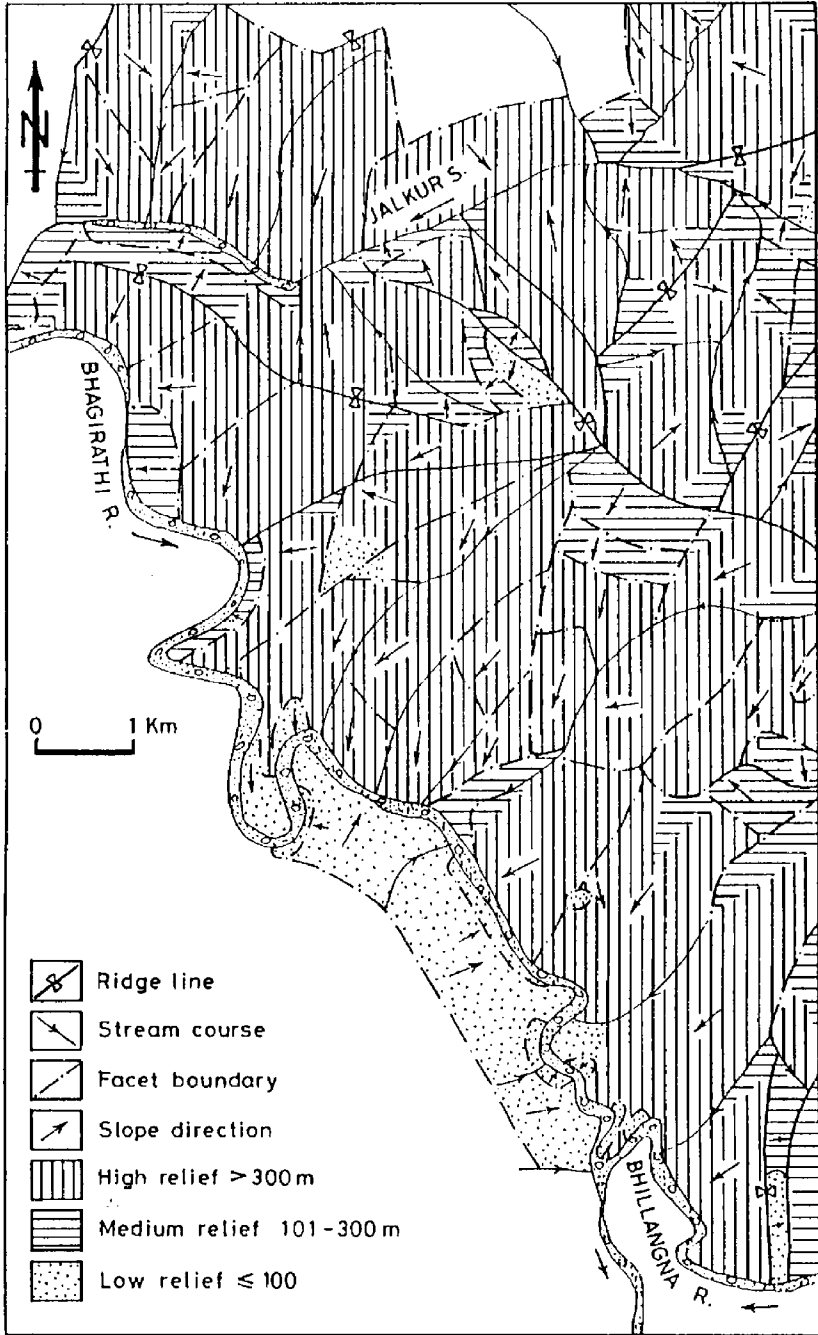 N
JALKUR S.
BHAGIRATHI R.
0 1 Km
Ridge line
Stream course
Facet boundary
Slope direction
High relief > 300 m
Medium relief 101-300 m
Low relief ≤ 100
BHILLANGNA R.